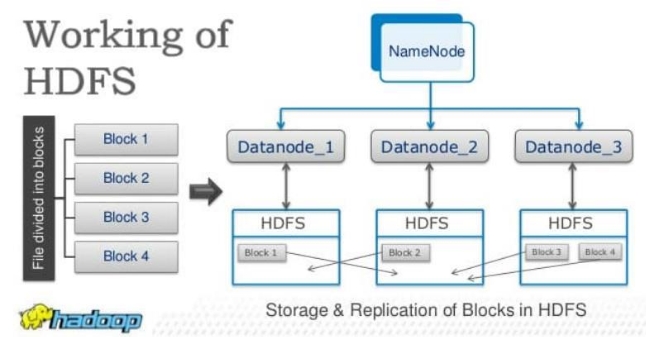 Working of
HDFS
NameNode
File divided into blocks
Block 1
Block 2
Block 3
Block 4
Datanode_1
Datanode_2
Datanode_3
HDFS
HDFS
HDFS
Block 1
Block 2
Block 3
Block 4
Storage & Replication of Blocks in HDFS
hadoop